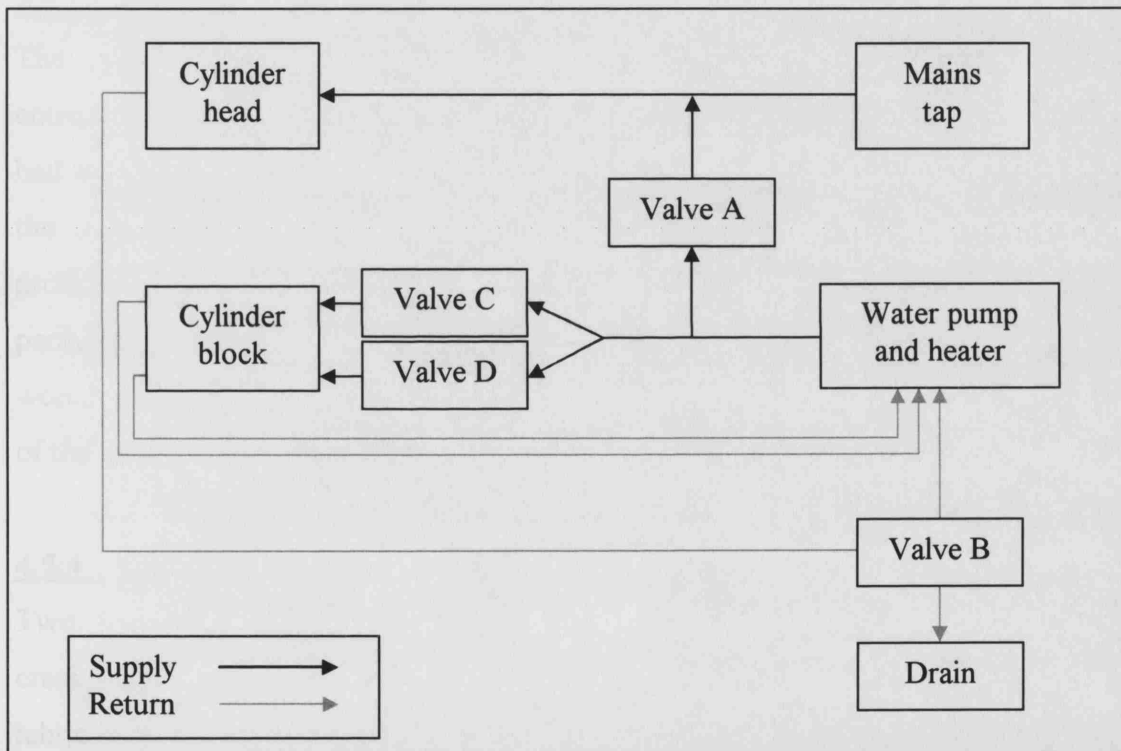 Cylinder
head
Mains
tap
Valve A
Cylinder
block
Valve C
Valve D
Water pump
and heater
Valve B
Drain
Supply
Return